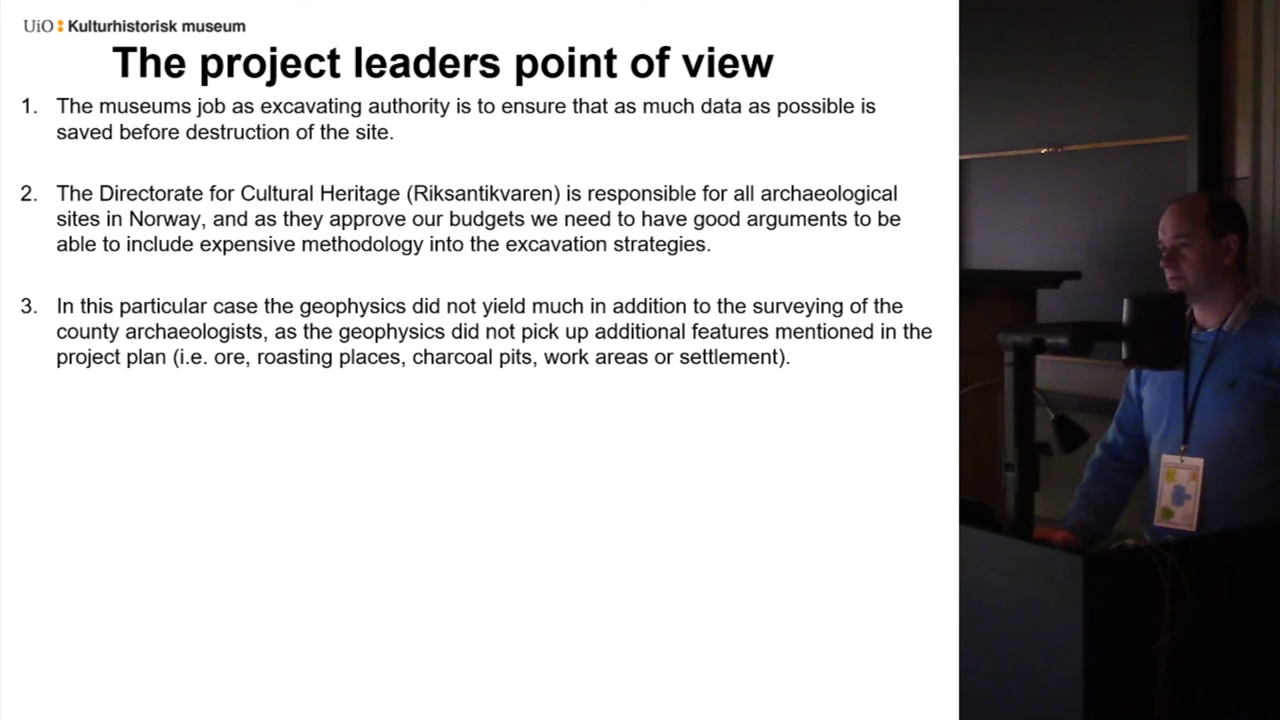 UiO : Kulturhistorisk museum
The project leaders point of view
1. The museums job as excavating authority is to ensure that as much data as possible is
saved before destruction of the site.
2. The Directorate for Cultural Heritage (Riksantikvaren) is responsible for all archaeological
sites in Norway, and as they approve our budgets we need to have good arguments to be
able to include expensive methodology into the excavation strategies.
3. In this particular case the geophysics did not yield much in addition to the surveying of the
county archaeologists, as the geophysics did not pick up additional features mentioned in the
project plan (i.e. ore, roasting places, charcoal pits, work areas or settlement).